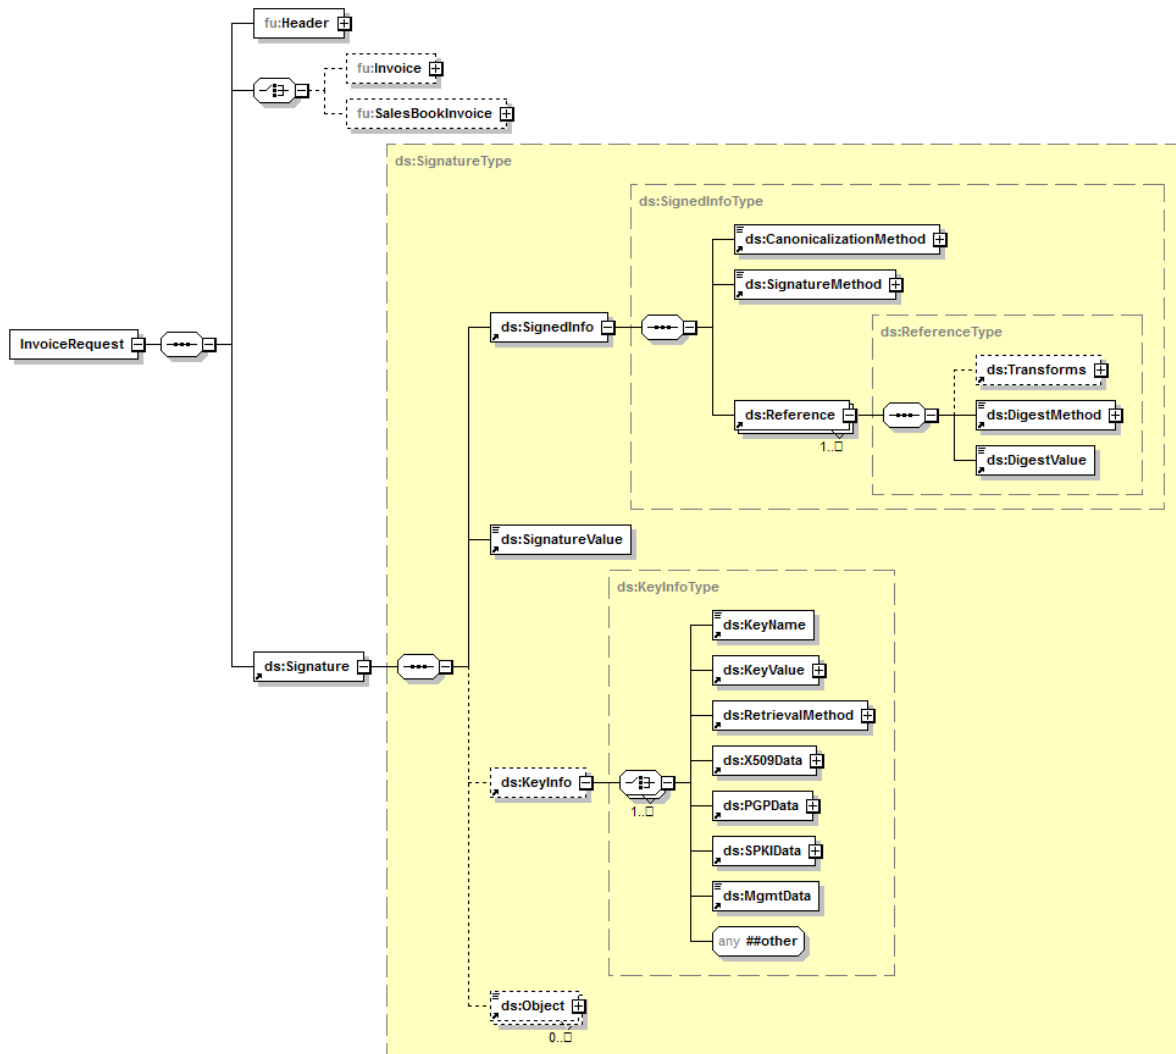 fu:Header
fu:Invoice
fu:SalesBookInvoice
ds:SignatureType
ds:SignedInfoType
ds:CanonicalizationMethod
ds:SignatureMethod
ds:SignedInfo
InvoiceRequest
ds:ReferenceType
ds:Transforms
ds:Reference
ds:DigestMethod
1..□
ds:DigestValue
ds:SignatureValue
ds:KeyInfoType
ds:KeyName
ds:Signature
ds:KeyValue
ds:RetrievalMethod
ds:X509Data
ds:KeyInfo
1..□
ds:PGPData
ds:SPKIData
ds:MgmtData
any ##other
ds:Object
0..□